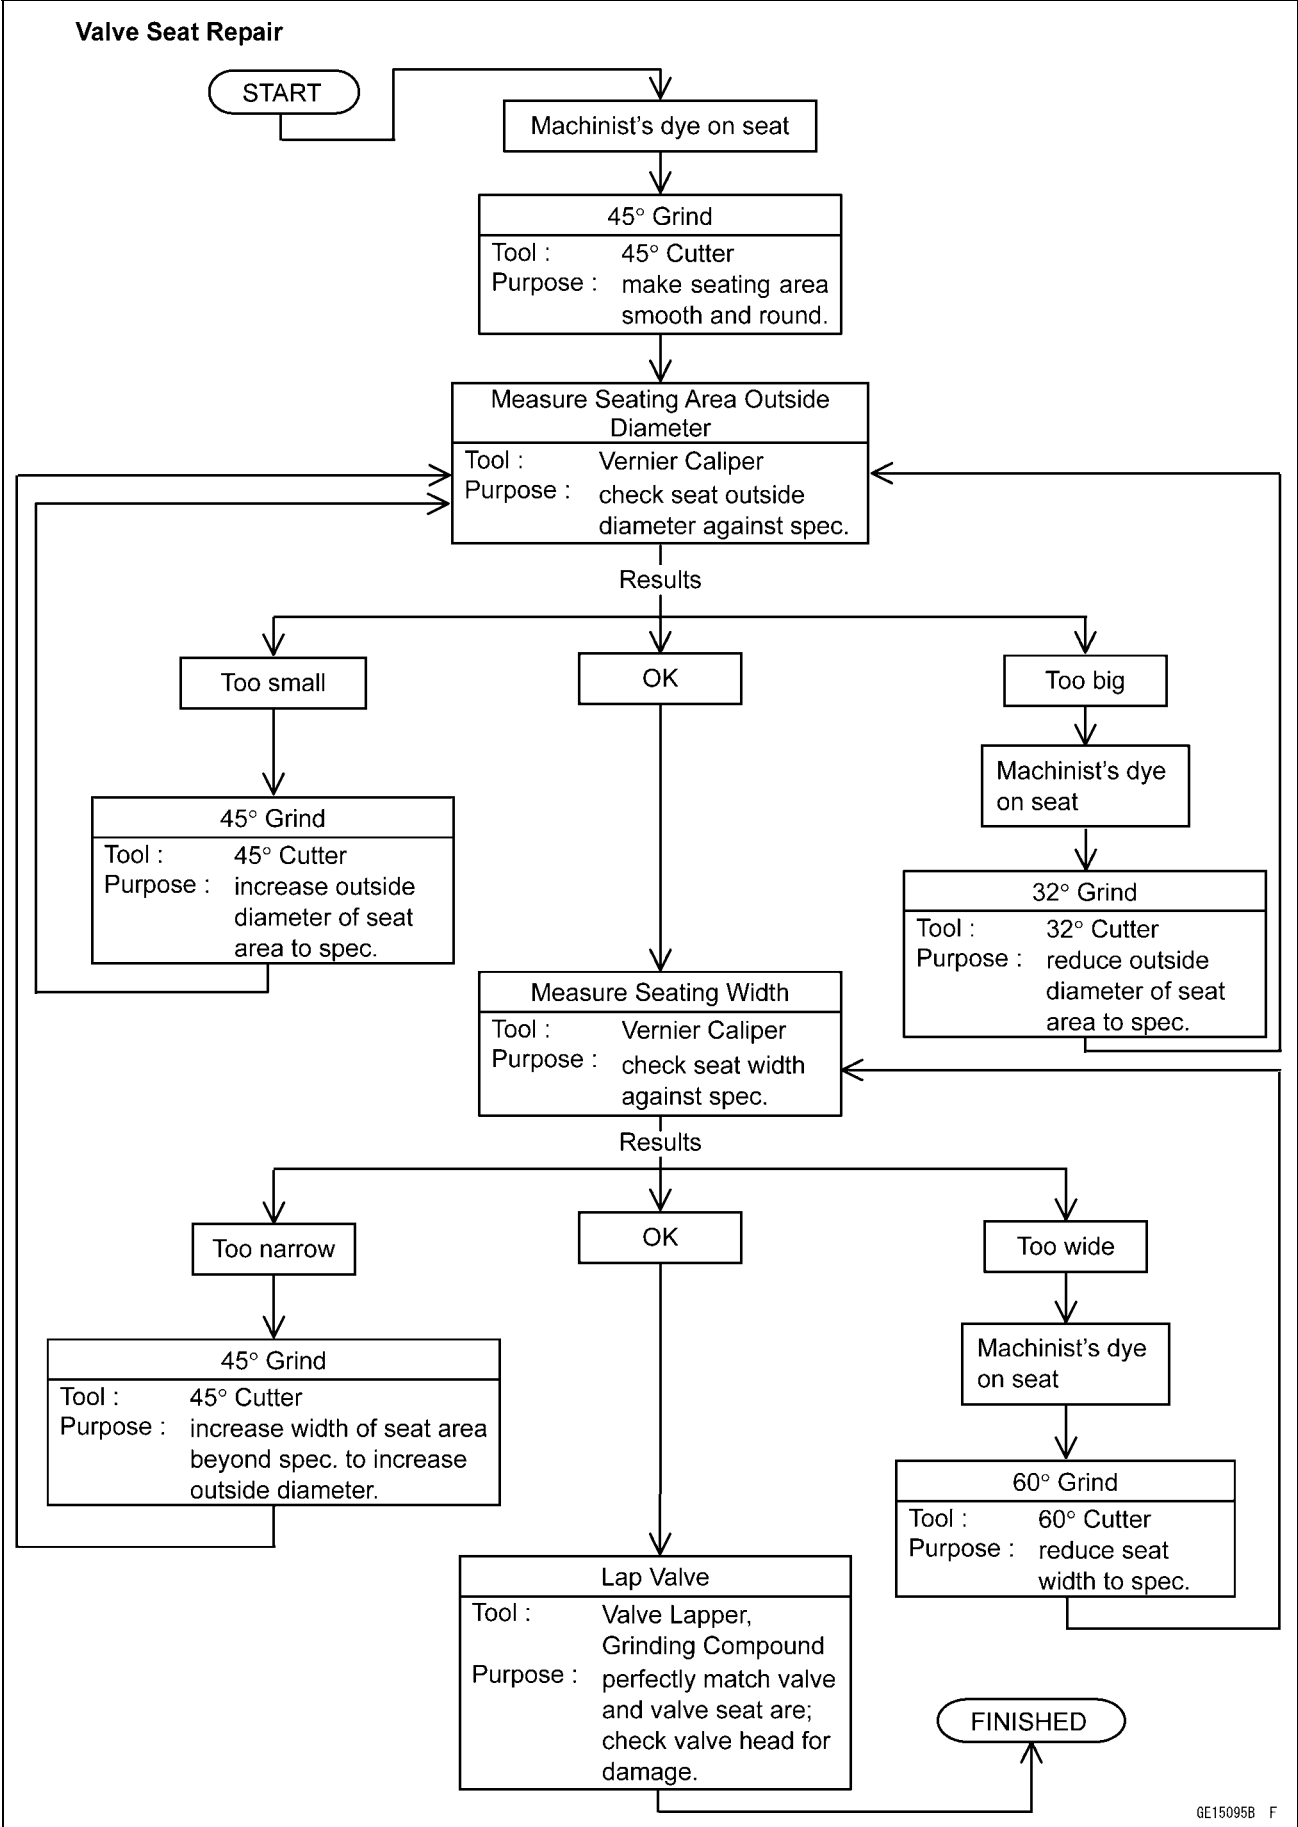 Valve Seat Repair
START
Machinist's dye on seat
45° Grind
Tool : 45° Cutter
Purpose : make seating area
smooth and round.
Measure Seating Area Outside
Diameter
Tool : Vernier Caliper
Purpose : check seat outside
diameter against spec.
Results
Too small
OK
Too big
Machinist's dye
on seat
45° Grind
Tool : 45° Cutter
Purpose : increase outside
diameter of seat
area to spec.
32° Grind
Tool : 32° Cutter
Purpose : reduce outside
diameter of seat
area to spec.
Measure Seating Width
Tool : Vernier Caliper
Purpose : check seat width
against spec.
Results
Too narrow
OK
Too wide
Machinist's dye
on seat
45° Grind
Tool : 45° Cutter
Purpose : increase width of seat area
beyond spec. to increase
outside diameter.
60° Grind
Tool : 60° Cutter
Purpose : reduce seat
width to spec.
Lap Valve
Tool : Valve Lapper,
Grinding Compound
Purpose : perfectly match valve
and valve seat are;
check valve head for
damage.
FINISHED
GE15095B F